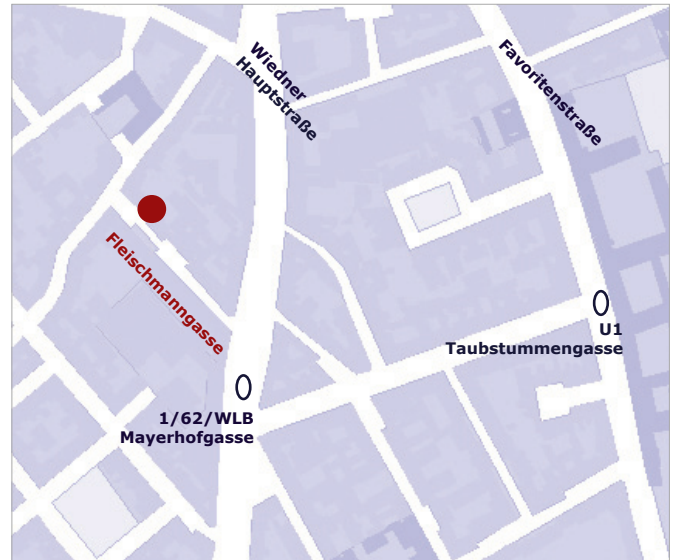 Wiedner
Hauptstraße
Favoritenstraße
Fleischmanngasse
U1
Taubstummengasse
1/62/WLB
Mayerhofgasse